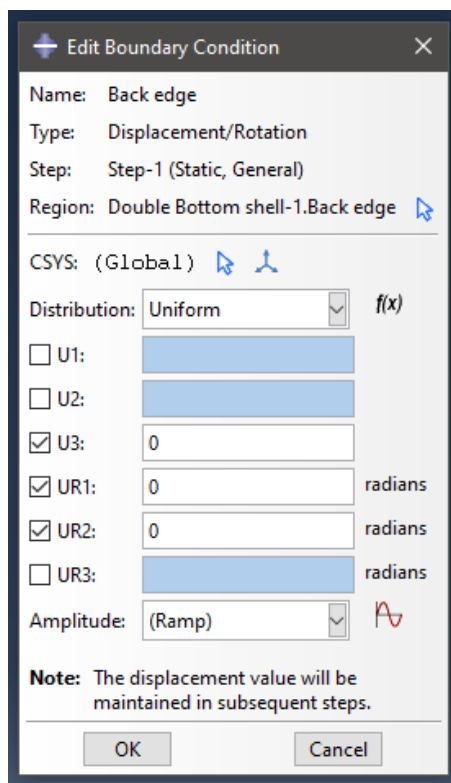 Edit Boundary Condition
Name: Back edge
Type: Displacement/Rotation
Step: Step-1 (Static, General)
Region: Double Bottom shell-1.Back edge
CSYS: (Global)
Distribution: Uniform f(x)
U1:
U2:
U3: 0
UR1: 0 radians
UR2: 0 radians
UR3: radians
Amplitude: (Ramp)
Note: The displacement value will be
maintained in subsequent steps.
OK Cancel